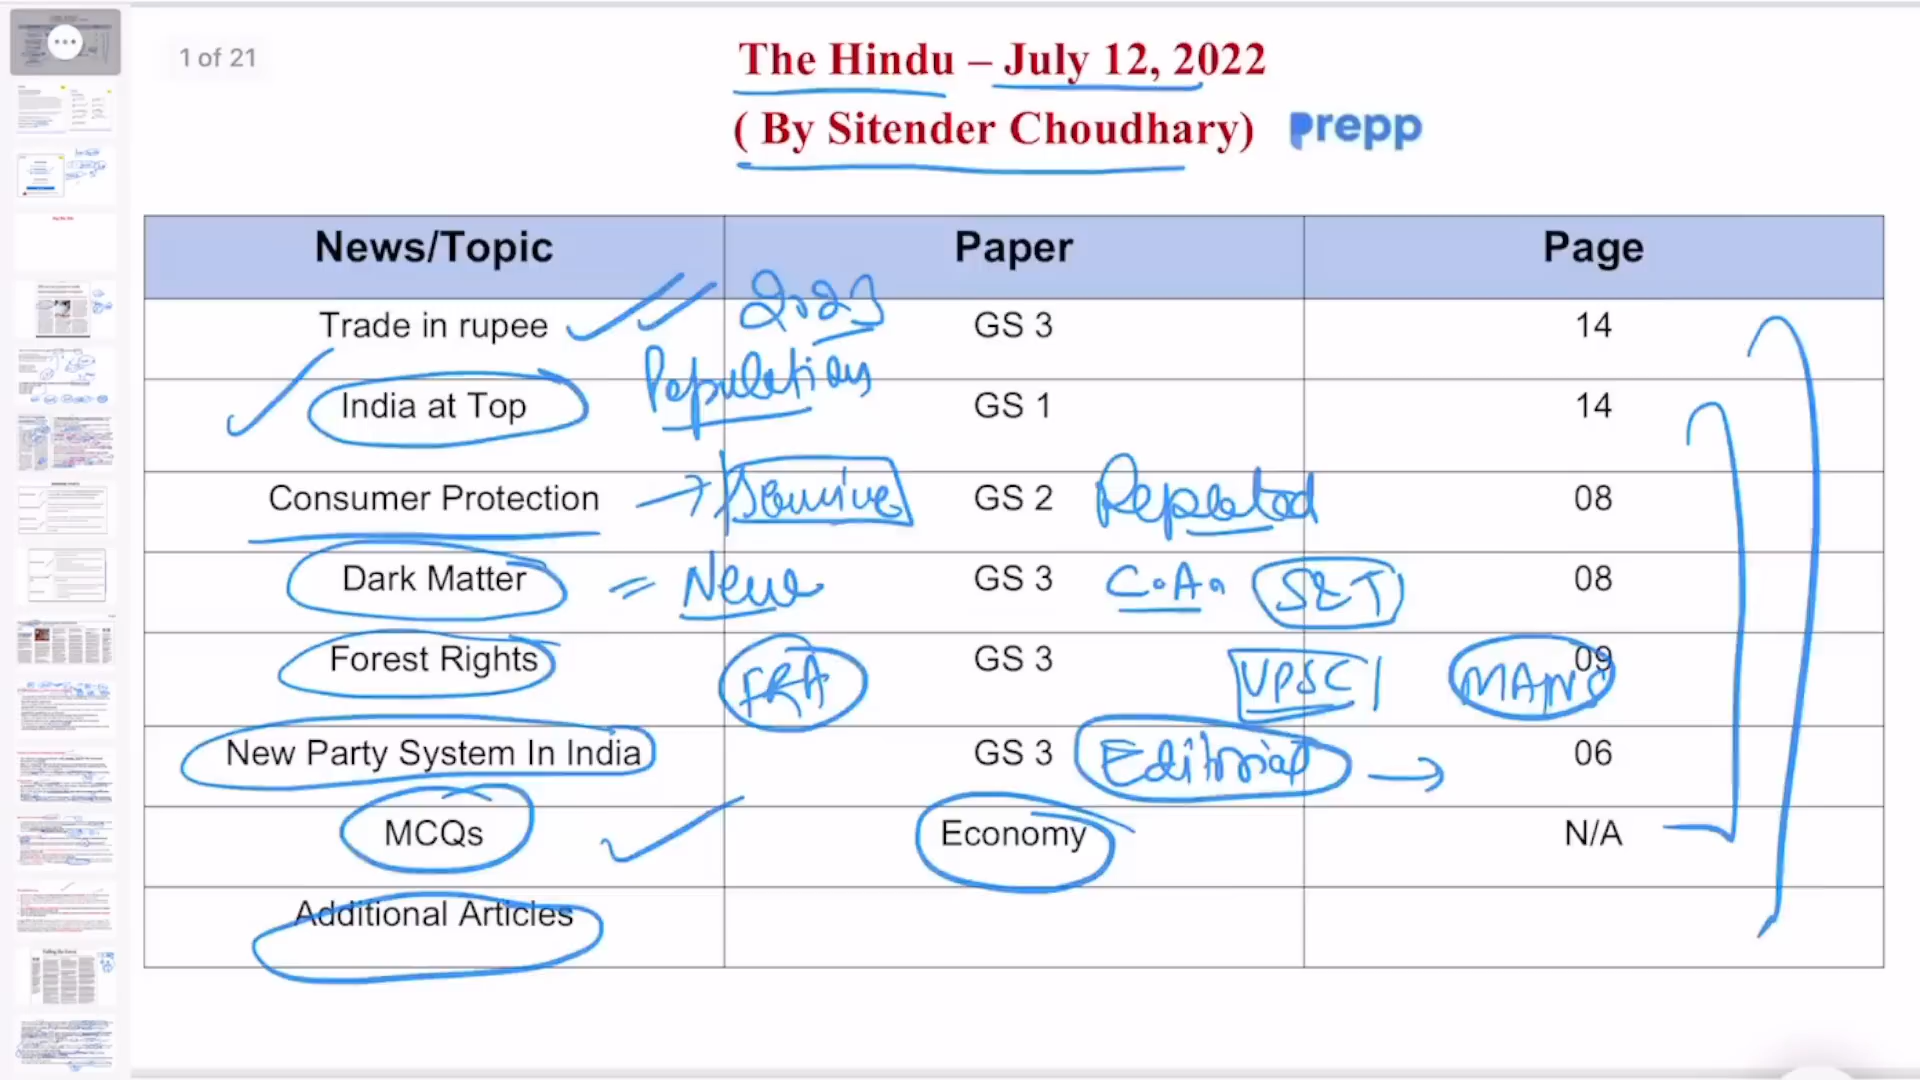 1 of 21
The Hindu – July 12, 2022
( By Sitender Choudhary) prepp
News/Topic Paper Page
Trade in rupee 2023 GS 3 14
Population
India at Top GS 1 14
Consumer Protection → GS 2 Repeated 08
Dark Matter = New GS 3 C.A. S&T 08
Forest Rights FRA GS 3 UPSC MAINS 09
New Party System In India GS 3 Editorial → 06
MCQs Economy N/A
Additional Articles